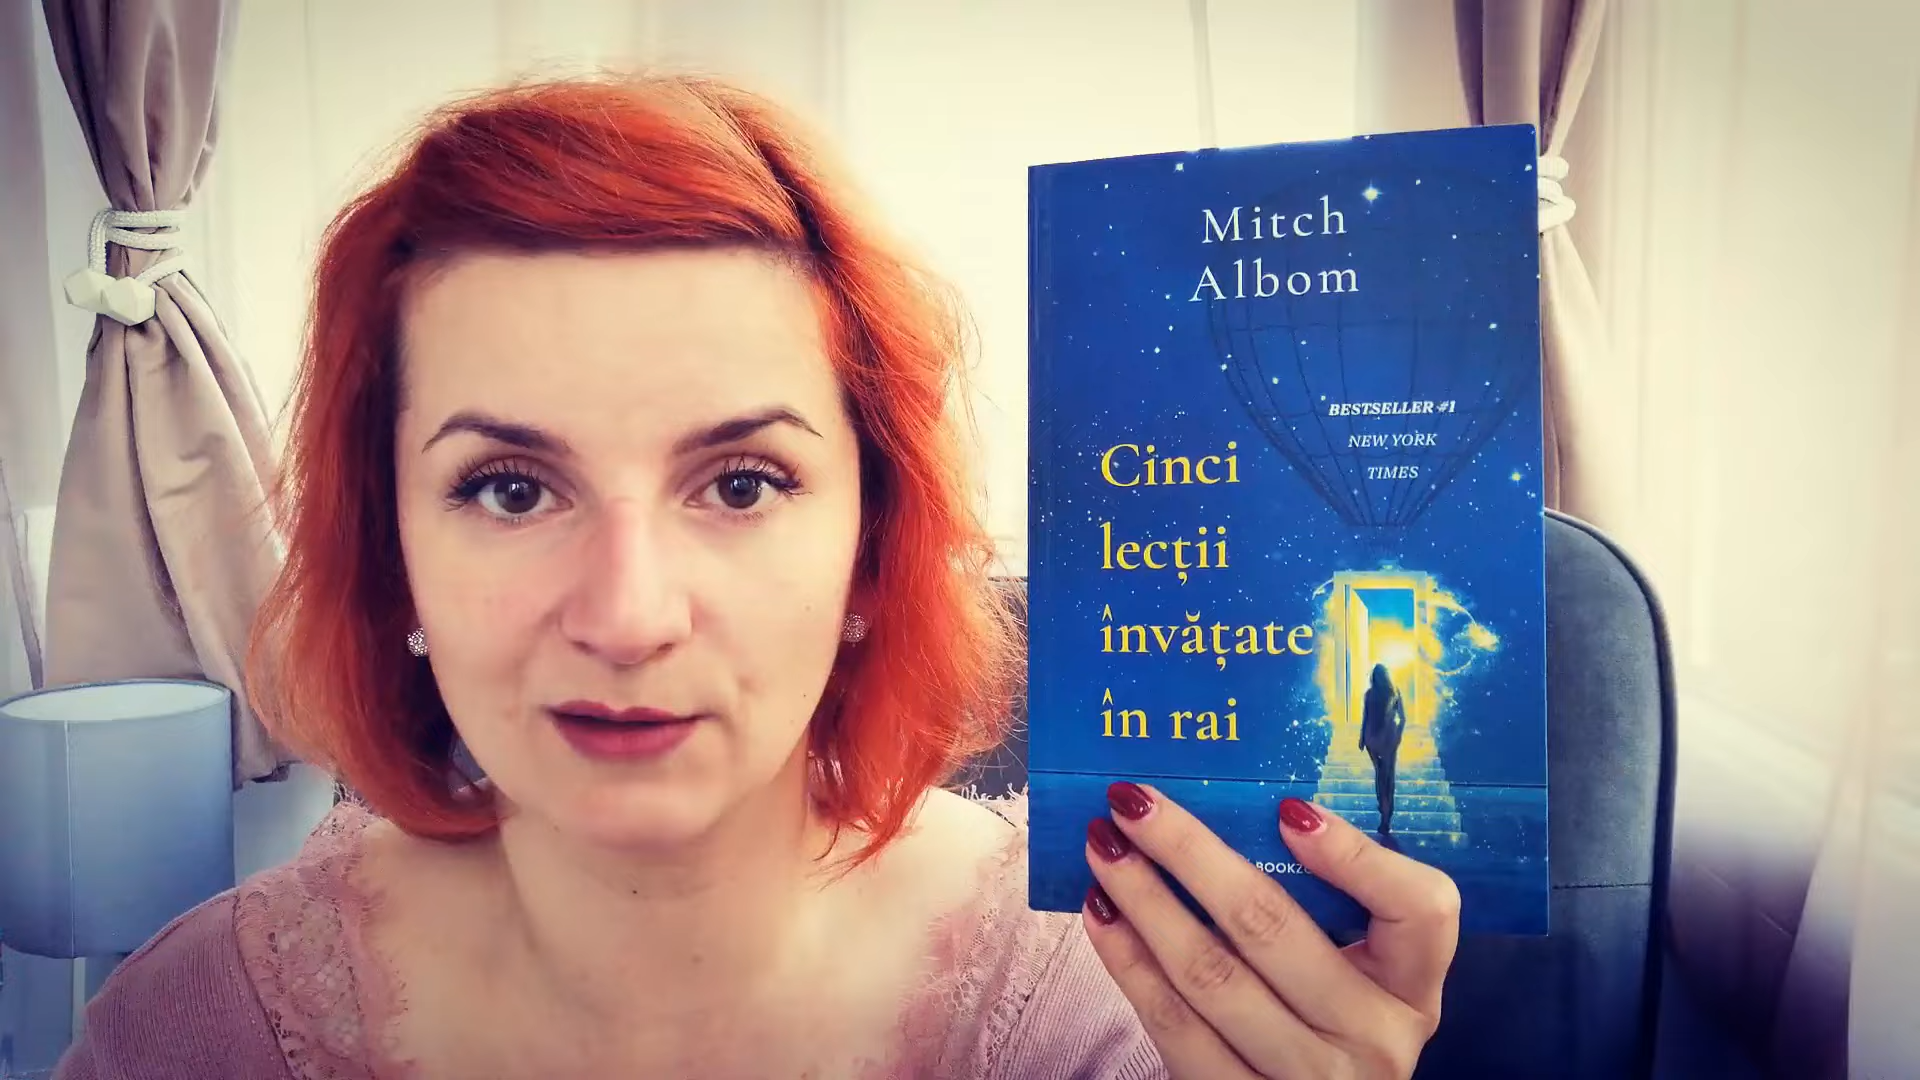 Mitch
Albom
BESTSELLER #1
NEW YORK
TIMES
Cinci
lecții
învățate
în rai